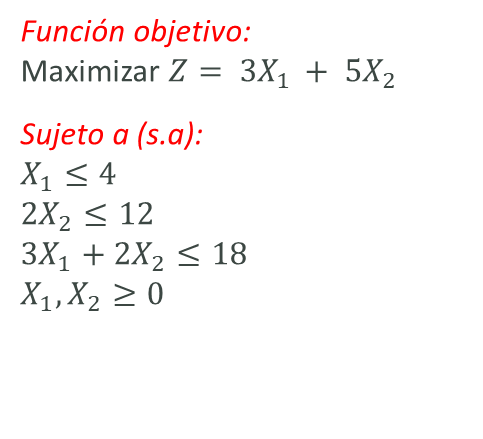 Función objetivo:
Maximizar Z = 3X₁ + 5X₂
Sujeto a (s.a):
X₁ ≤ 4
2X₂ ≤ 12
3X₁ + 2X₂ ≤ 18
X₁, X₂ ≥ 0